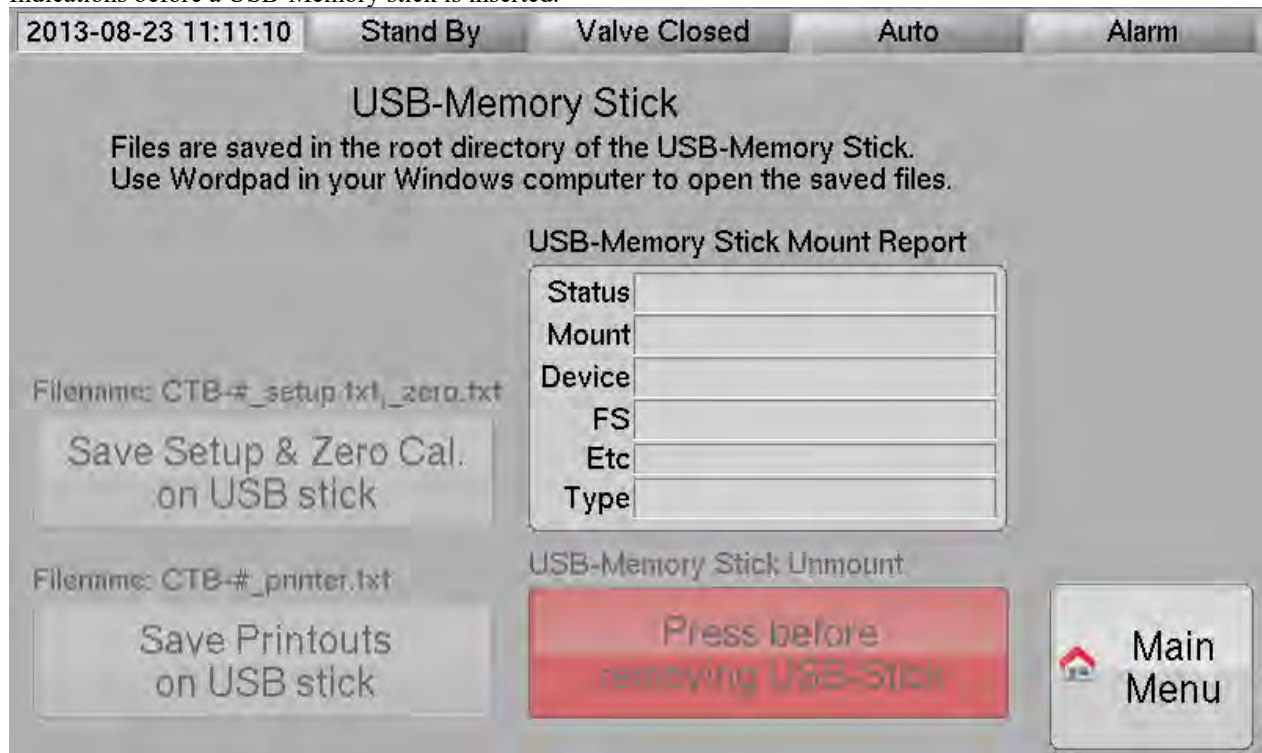 Indications before a USB-Memory stick is inserted.
2013-08-23 11:11:10 Stand By Valve Closed Auto Alarm
USB-Memory Stick
Files are saved in the root directory of the USB-Memory Stick.
Use Wordpad in your Windows computer to open the saved files.
USB-Memory Stick Mount Report
Status
Mount
Device
FS
Etc
Type
Filename: CTB-#_setup.txt,_zero.txt
Save Setup & Zero Cal.
on USB stick
Filename: CTB-#_printer.txt
Save Printouts
on USB stick
USB-Memory Stick Unmount
Press before
removing USB-Stick
Main
Menu